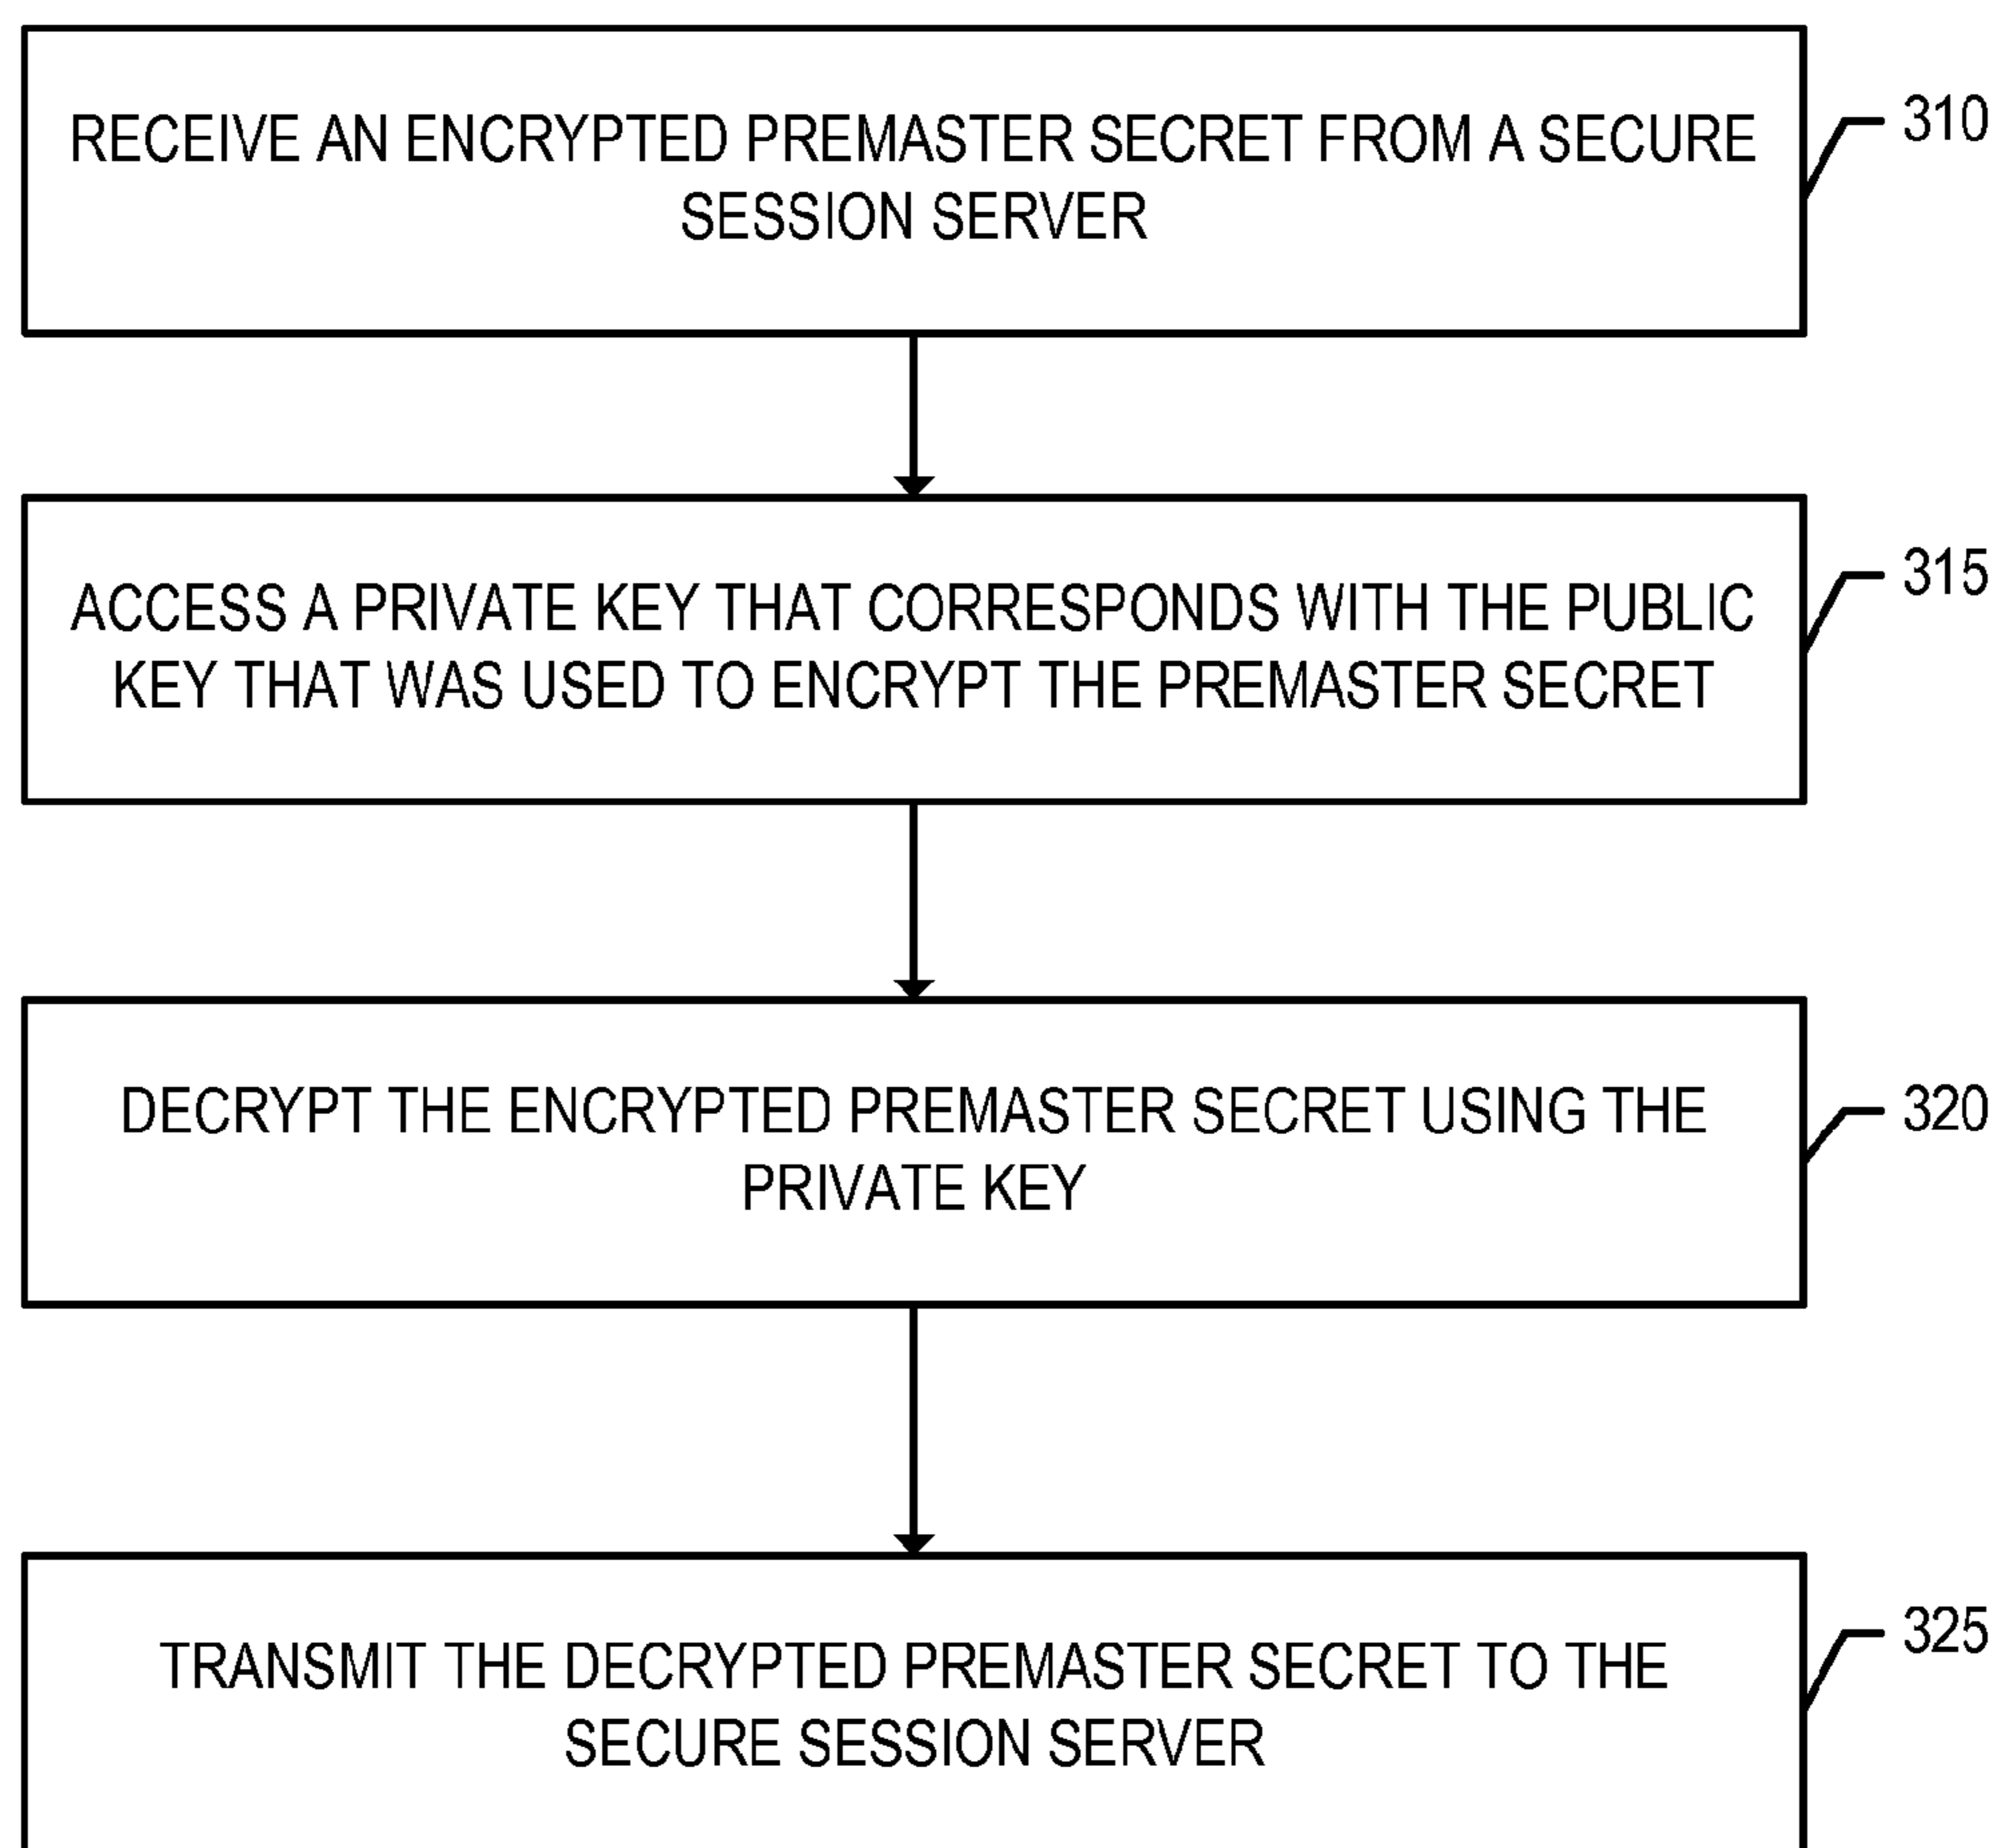 RECEIVE AN ENCRYPTED PREMASTER SECRET FROM A SECURE
SESSION SERVER
310
ACCESS A PRIVATE KEY THAT CORRESPONDS WITH THE PUBLIC
KEY THAT WAS USED TO ENCRYPT THE PREMASTER SECRET
315
DECRYPT THE ENCRYPTED PREMASTER SECRET USING THE
PRIVATE KEY
320
TRANSMIT THE DECRYPTED PREMASTER SECRET TO THE
SECURE SESSION SERVER
325